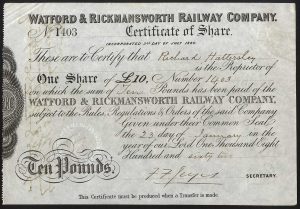 WATFORD & RICKMANSWORTH RAILWAY COMPANY.
No 1403 Certificate of Share.
INCORPORATED 3RD DAY OF JULY 1860.
These are to Certify that Richard Hattersley
is the Proprietor of
One Share of £10, Number 1403
on which the sum of Ten Pounds has been paid of the
WATFORD & RICKMANSWORTH RAILWAY COMPANY,
subject to the Rules, Regulations & Orders of the said Company
Given under their Common Seal
the 23 day of January in the
year of our Lord One Thousand Eight
Hundred and sixty two
Ten Pounds.
SECRETARY.
This Certificate must be produced when a Transfer is made.